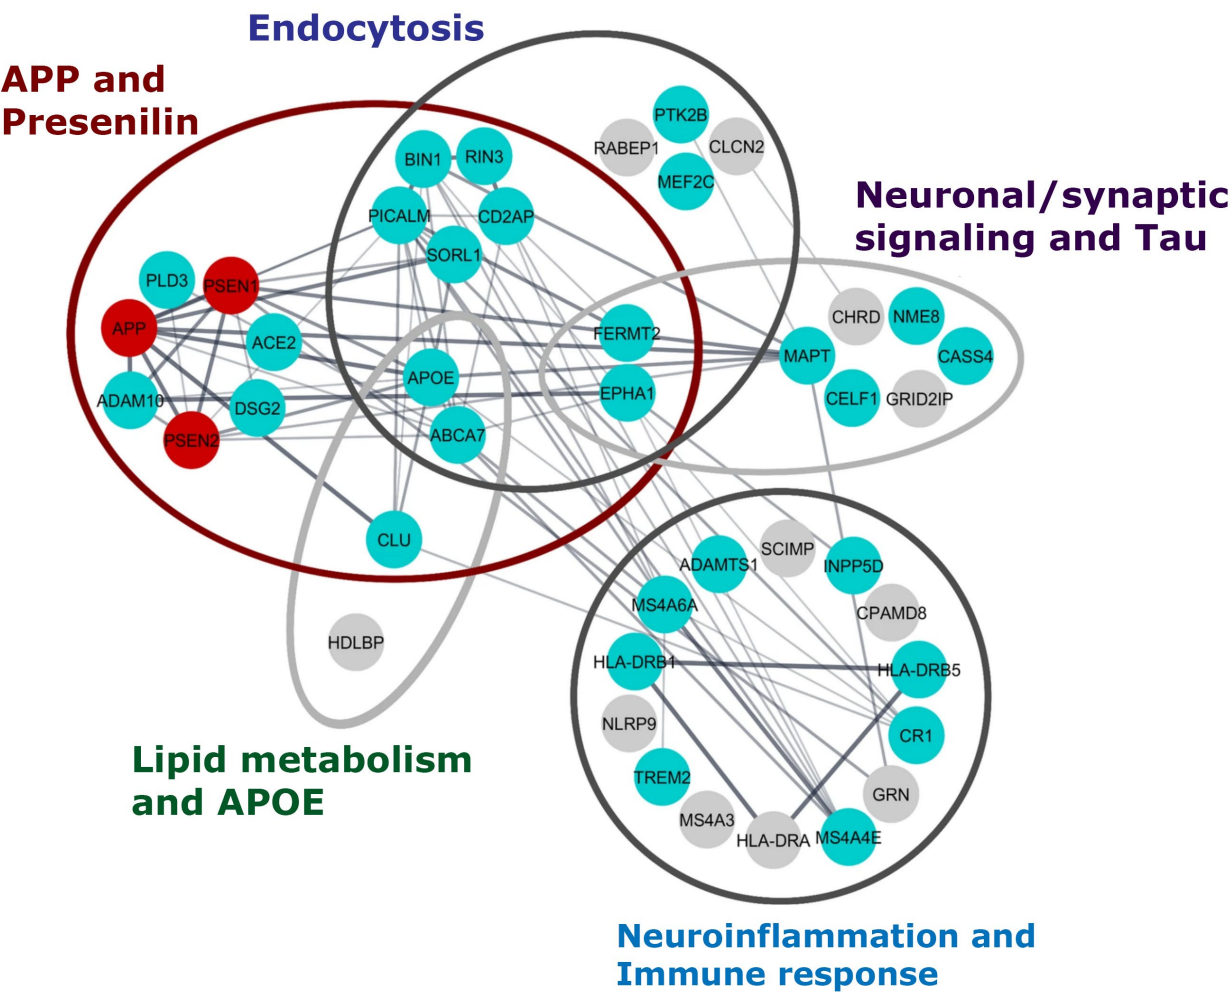 Endocytosis
APP and
Presenilin
PTK2B
RABEP1
CLCN2
BIN1
RIN3
MEF2C
Neuronal/synaptic
signaling and Tau
PICALM
CD2AP
SORL1
PLD3
PSEN1
CHRD
NME8
APP
ACE2
FERMT2
MAPT
CASS4
APOE
EPHA1
ADAM10
DSG2
CELF1
GRID2IP
PSEN2
ABCA7
CLU
SCIMP
ADAMTS1
INPP5D
MS4A6A
CPAMD8
HDLBP
HLA-DRB1
HLA-DRB5
NLRP9
CR1
Lipid metabolism
and APOE
TREM2
GRN
MS4A3
HLA-DRA
MS4A4E
Neuroinflammation and
Immune response